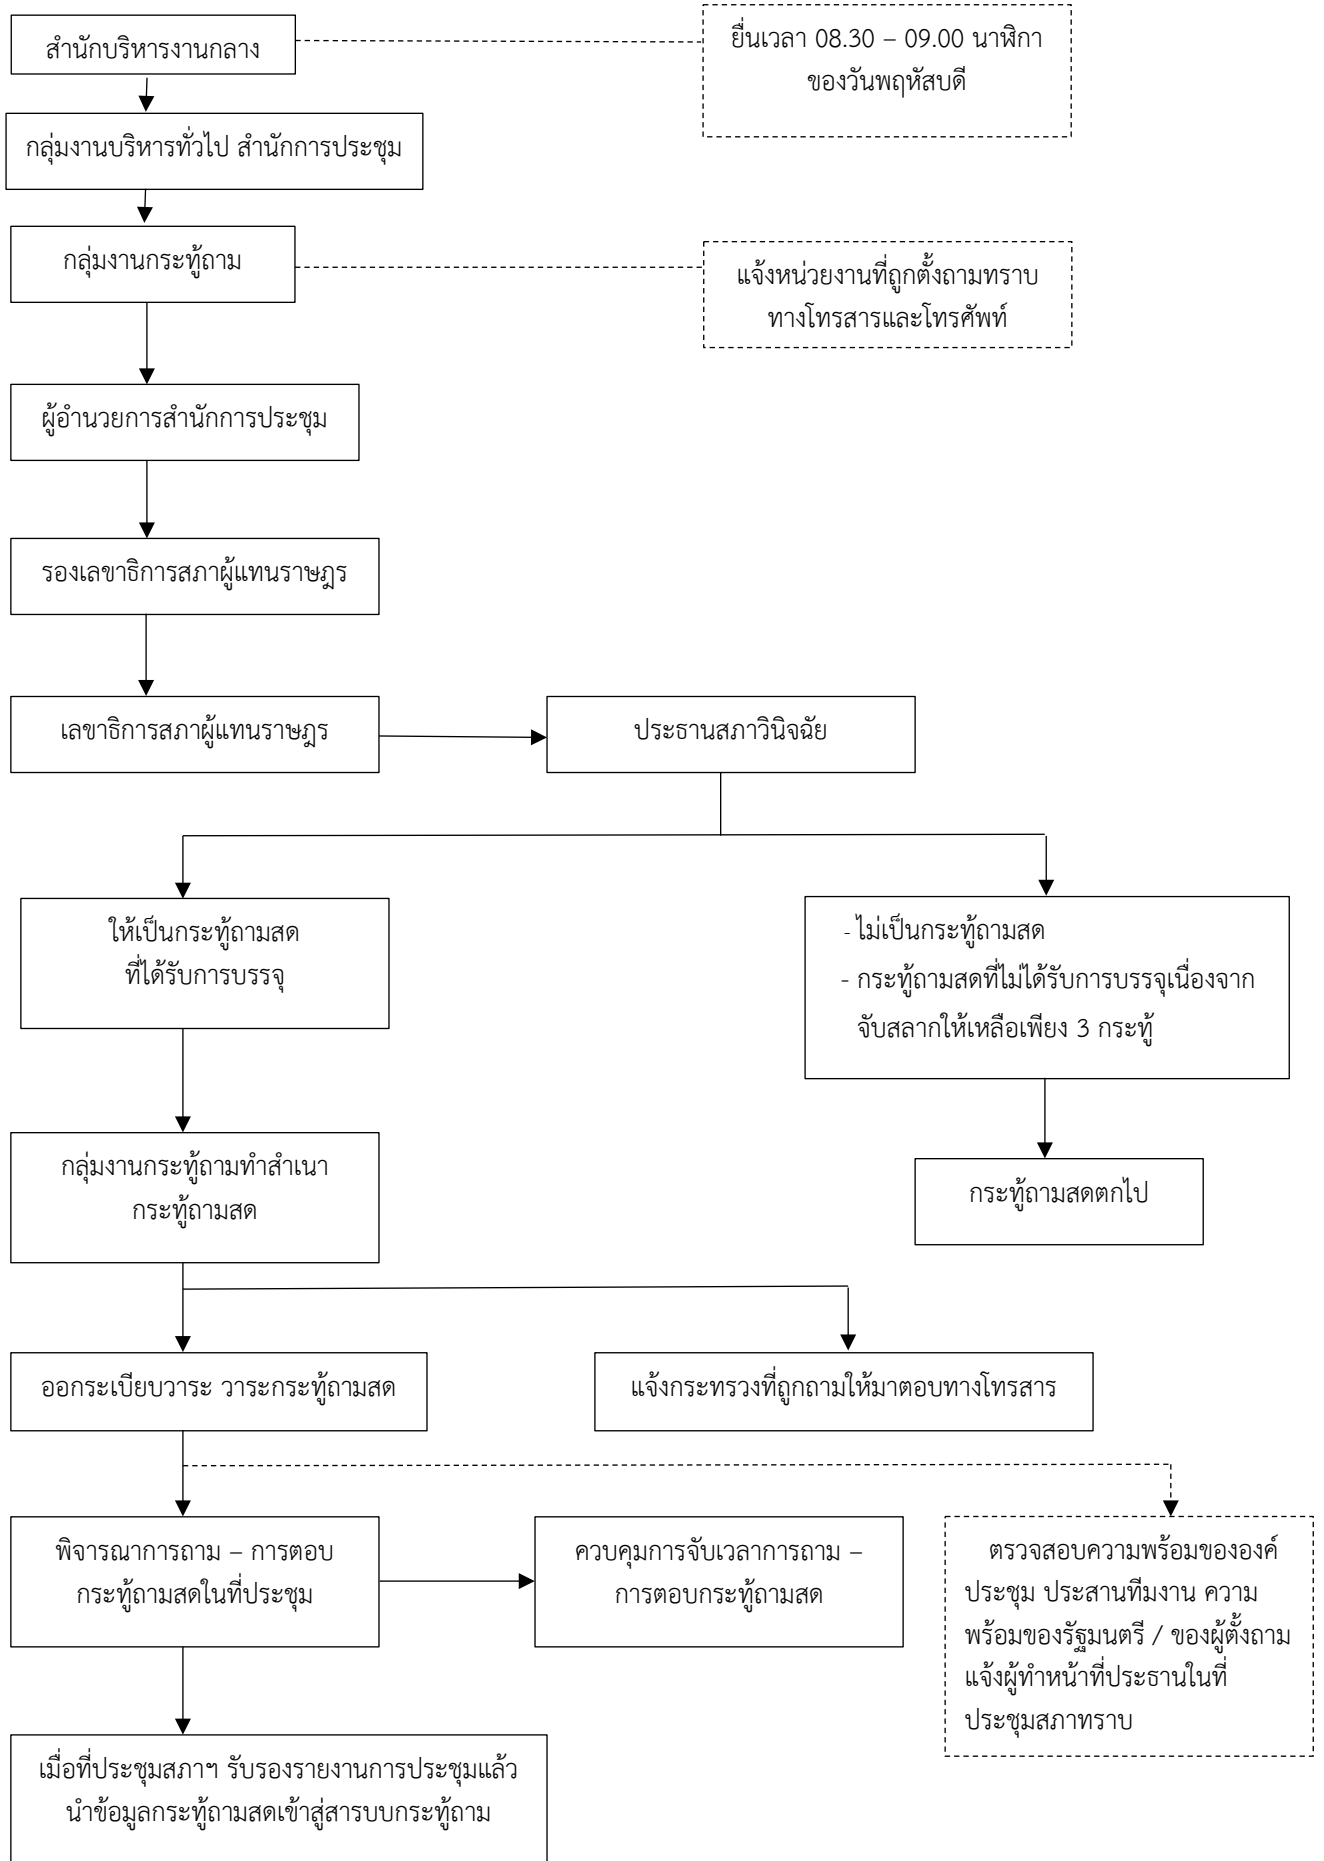 สำนักบริหารงานกลาง
ยื่นเวลา 08.30 – 09.00 นาฬิกา
ของวันพฤหัสบดี
กลุ่มงานบริหารทั่วไป สำนักการประชุม
กลุ่มงานกระทู้ถาม
แจ้งหน่วยงานที่ถูกตั้งถามทราบ
ทางโทรสารและโทรศัพท์
ผู้อำนวยการสำนักการประชุม
รองเลขาธิการสภาผู้แทนราษฎร
เลขาธิการสภาผู้แทนราษฎร
ประธานสภาวินิจฉัย
ให้เป็นกระทู้ถามสด
ที่ได้รับการบรรจุ
- ไม่เป็นกระทู้ถามสด
- กระทู้ถามสดที่ไม่ได้รับการบรรจุเนื่องจาก
จับสลากให้เหลือเพียง 3 กระทู้
กลุ่มงานกระทู้ถามทำสำเนา
กระทู้ถามสด
กระทู้ถามสดตกไป
ออกระเบียบวาระ วาระกระทู้ถามสด
แจ้งกระทรวงที่ถูกถามให้มาตอบทางโทรสาร
พิจารณาการถาม – การตอบ
กระทู้ถามสดในที่ประชุม
ควบคุมการจับเวลาการถาม –
การตอบกระทู้ถามสด
ตรวจสอบความพร้อมขององค์
ประชุม ประสานทีมงาน ความ
พร้อมของรัฐมนตรี / ของผู้ตั้งถาม
แจ้งผู้ทำหน้าที่ประธานในที่
ประชุมสภาทราบ
เมื่อที่ประชุมสภาฯ รับรองรายงานการประชุมแล้ว
นำข้อมูลกระทู้ถามสดเข้าสู่สารบบกระทู้ถาม